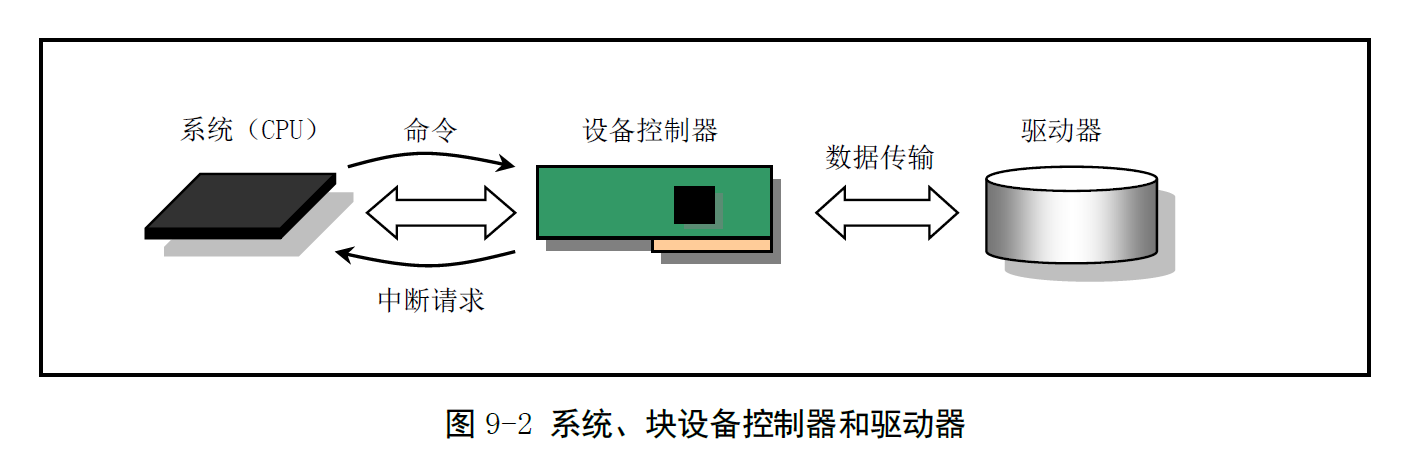 系统（CPU）
命令
设备控制器
驱动器
数据传输
中断请求
图 9-2 系统、块设备控制器和驱动器